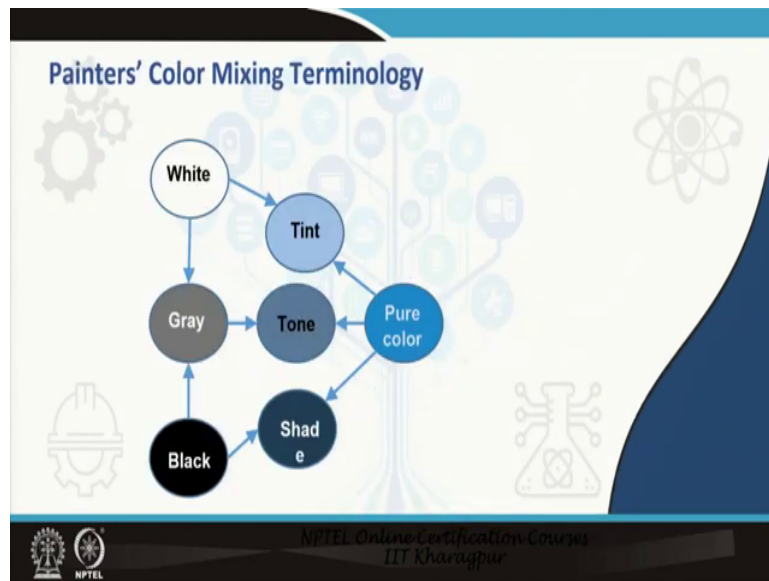 Painters' Color Mixing Terminology
White
Tint
Gray
Tone
Pure
color
Shad
e
Black
NPTEL Online Certification Courses
IIT Kharagpur
NPTEL